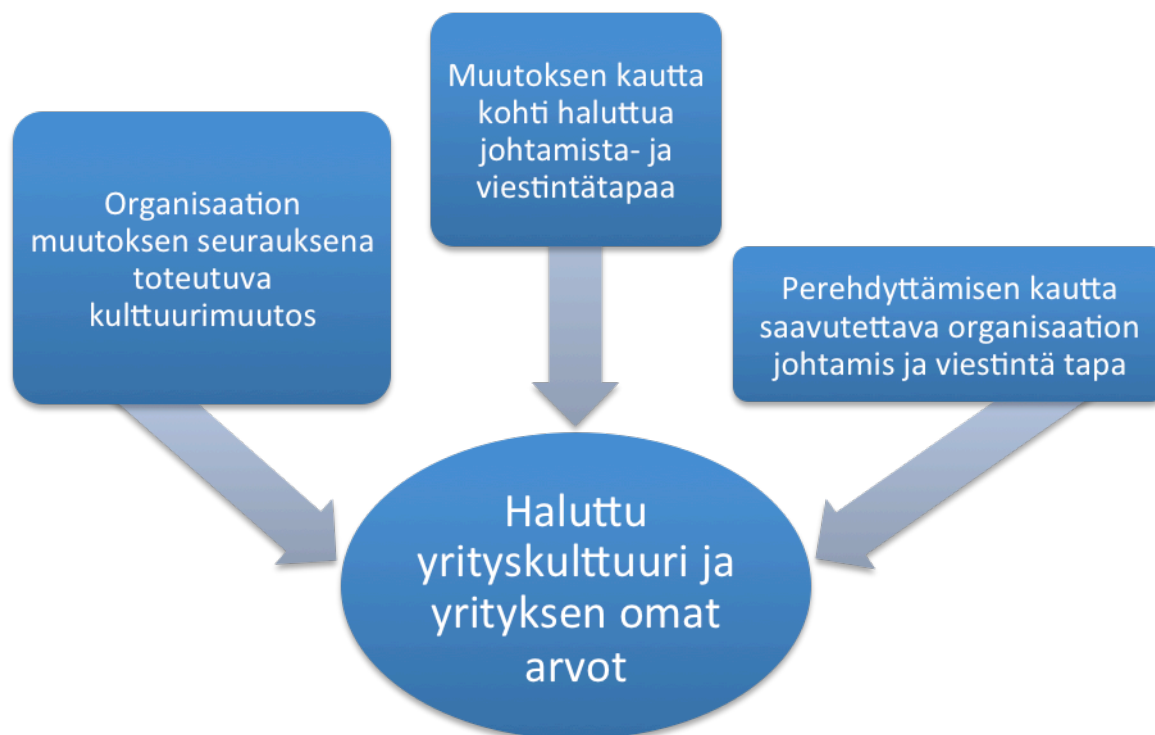 Organisaation
muutoksen seurauksena
toteutuva
kulttuurimuutos
Muutoksen kautta
kohti haluttua
johtamista- ja
viestintätapaa
Perehdyttämisen kautta
saavutettava organisaation
johtamis ja viestintä tapa
Haluttu
yrityskulttuuri ja
yrityksen omat
arvot